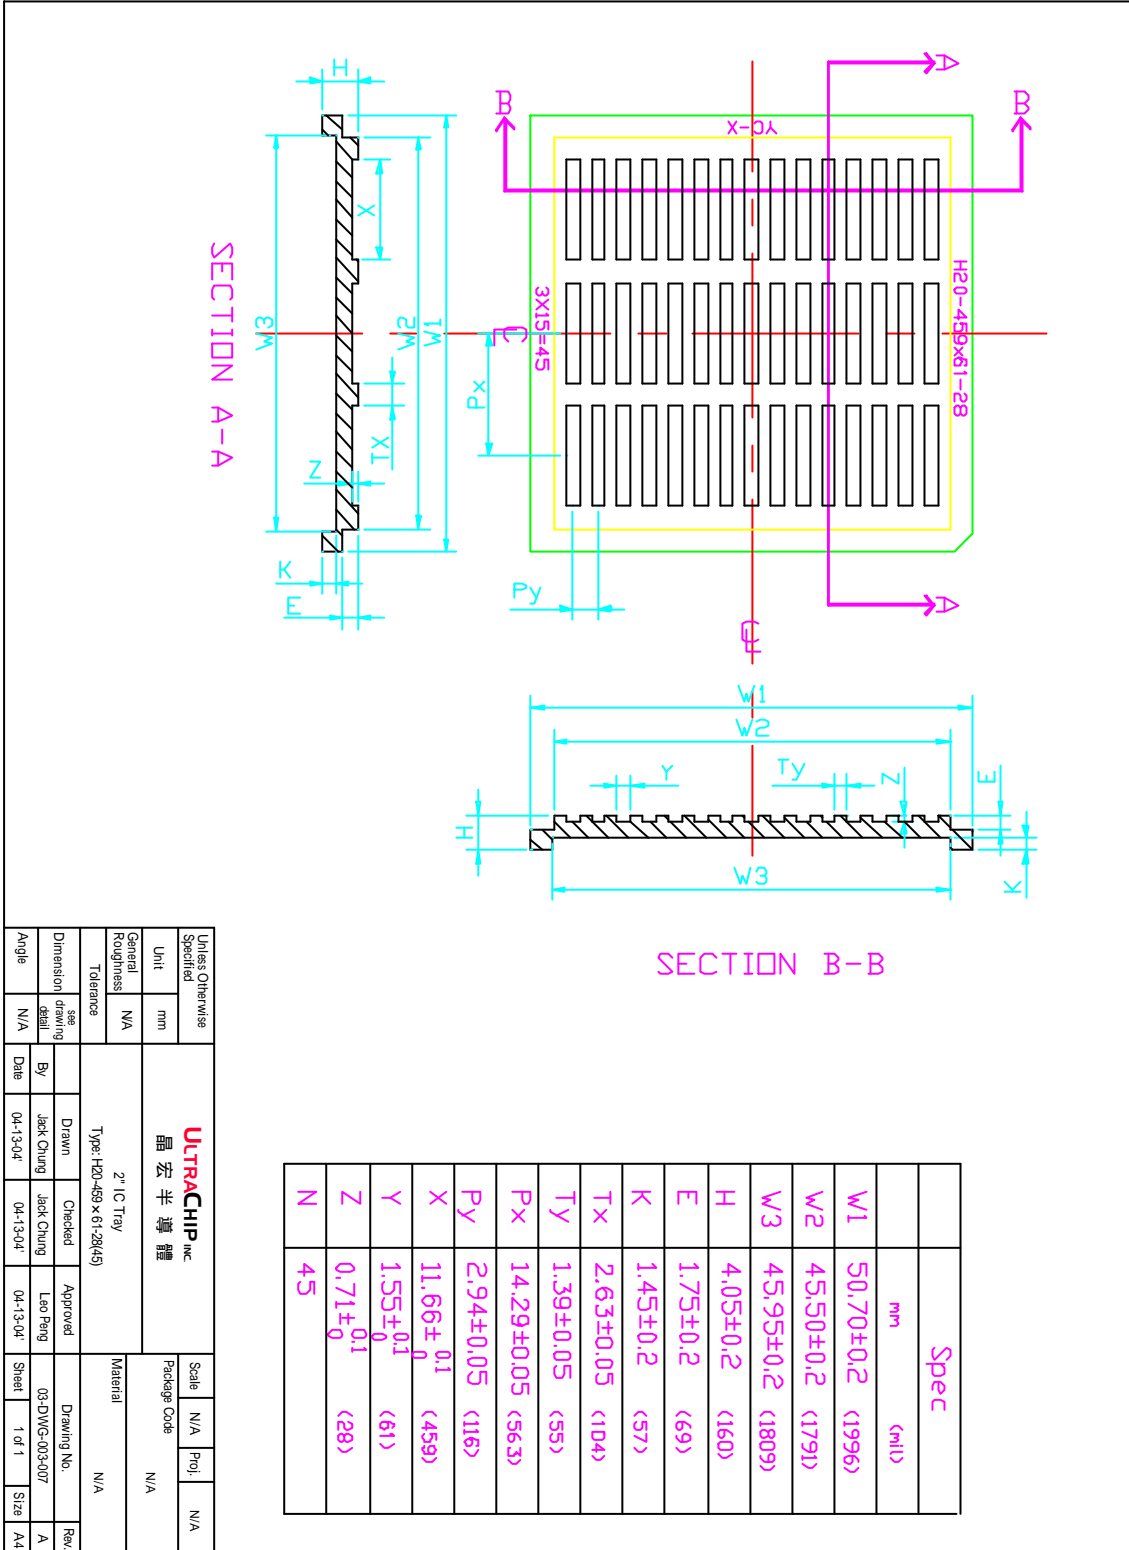 H
W3
W2
W1
X
TX
Z
K
E
SECTION A-A
B
B
A
A
YC-X
H20-459x61-28
3X15=45
Px
Py
W1
W2
Y
Ty
Z
E
H
K
W3
SECTION B-B
Spec
mm (mil)
W1 50.70±0.2 (1996)
W2 45.50±0.2 (1791)
W3 45.95±0.2 (1809)
H 4.05±0.2 (160)
E 1.75±0.2 (69)
K 1.45±0.2 (57)
Tx 2.63±0.05 (104)
Ty 1.39±0.05 (55)
Px 14.29±0.05 (563)
Py 2.94±0.05 (116)
X 11.66± 0.1 0 (459)
Y 1.55± 0.1 0 (61)
Z 0.71± 0.1 0 (28)
N 45
Unless Otherwise Specified
Unit mm
General Roughness N/A
Tolerance
Dimension see drawing detail
Angle N/A
ULTRACHIP INC.
晶宏半導體
2" IC Tray
Type: H20-459×61-28(45)
Drawn Checked Approved
By Jack Chung Jack Chung Leo Peng
Date 04-13-04' 04-13-04' 04-13-04'
Scale N/A Proj. N/A
Package Code N/A
Material N/A
Drawing No. Rev.
03-DWG-003-007 A
Sheet 1 of 1 Size A4